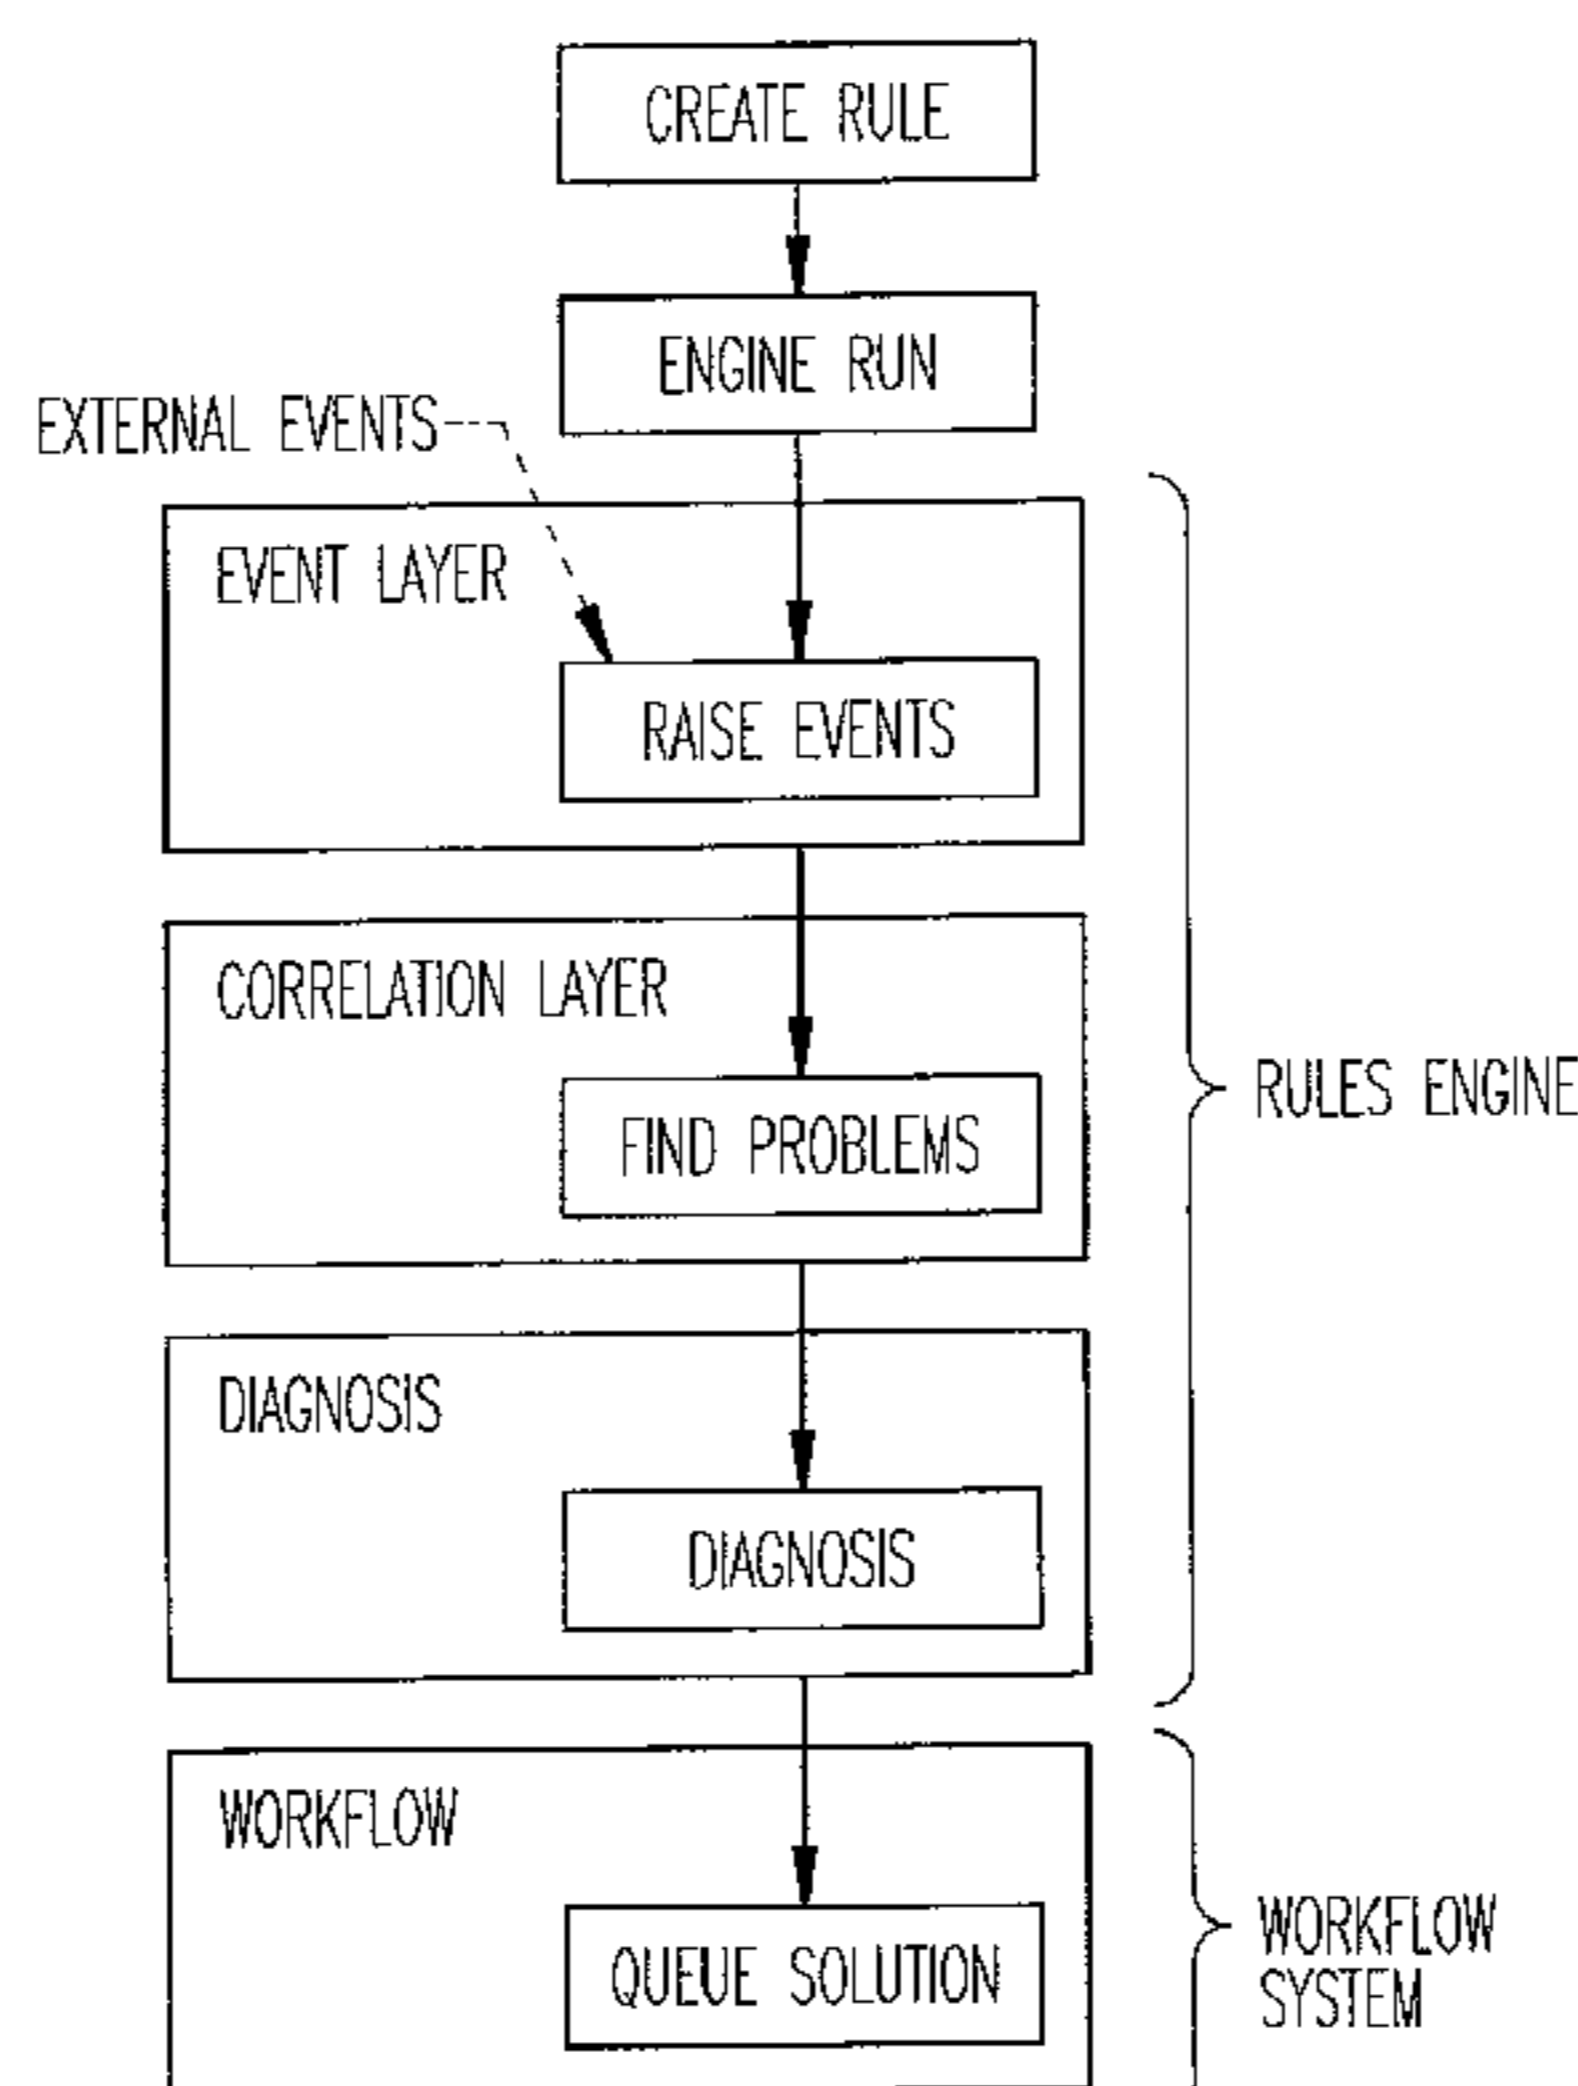 CREATE RULE
ENGINE RUN
EXTERNAL EVENTS
EVENT LAYER
RAISE EVENTS
CORRELATION LAYER
FIND PROBLEMS
RULES ENGINE
DIAGNOSIS
DIAGNOSIS
WORKFLOW
QUEUE SOLUTION
WORKFLOW
SYSTEM